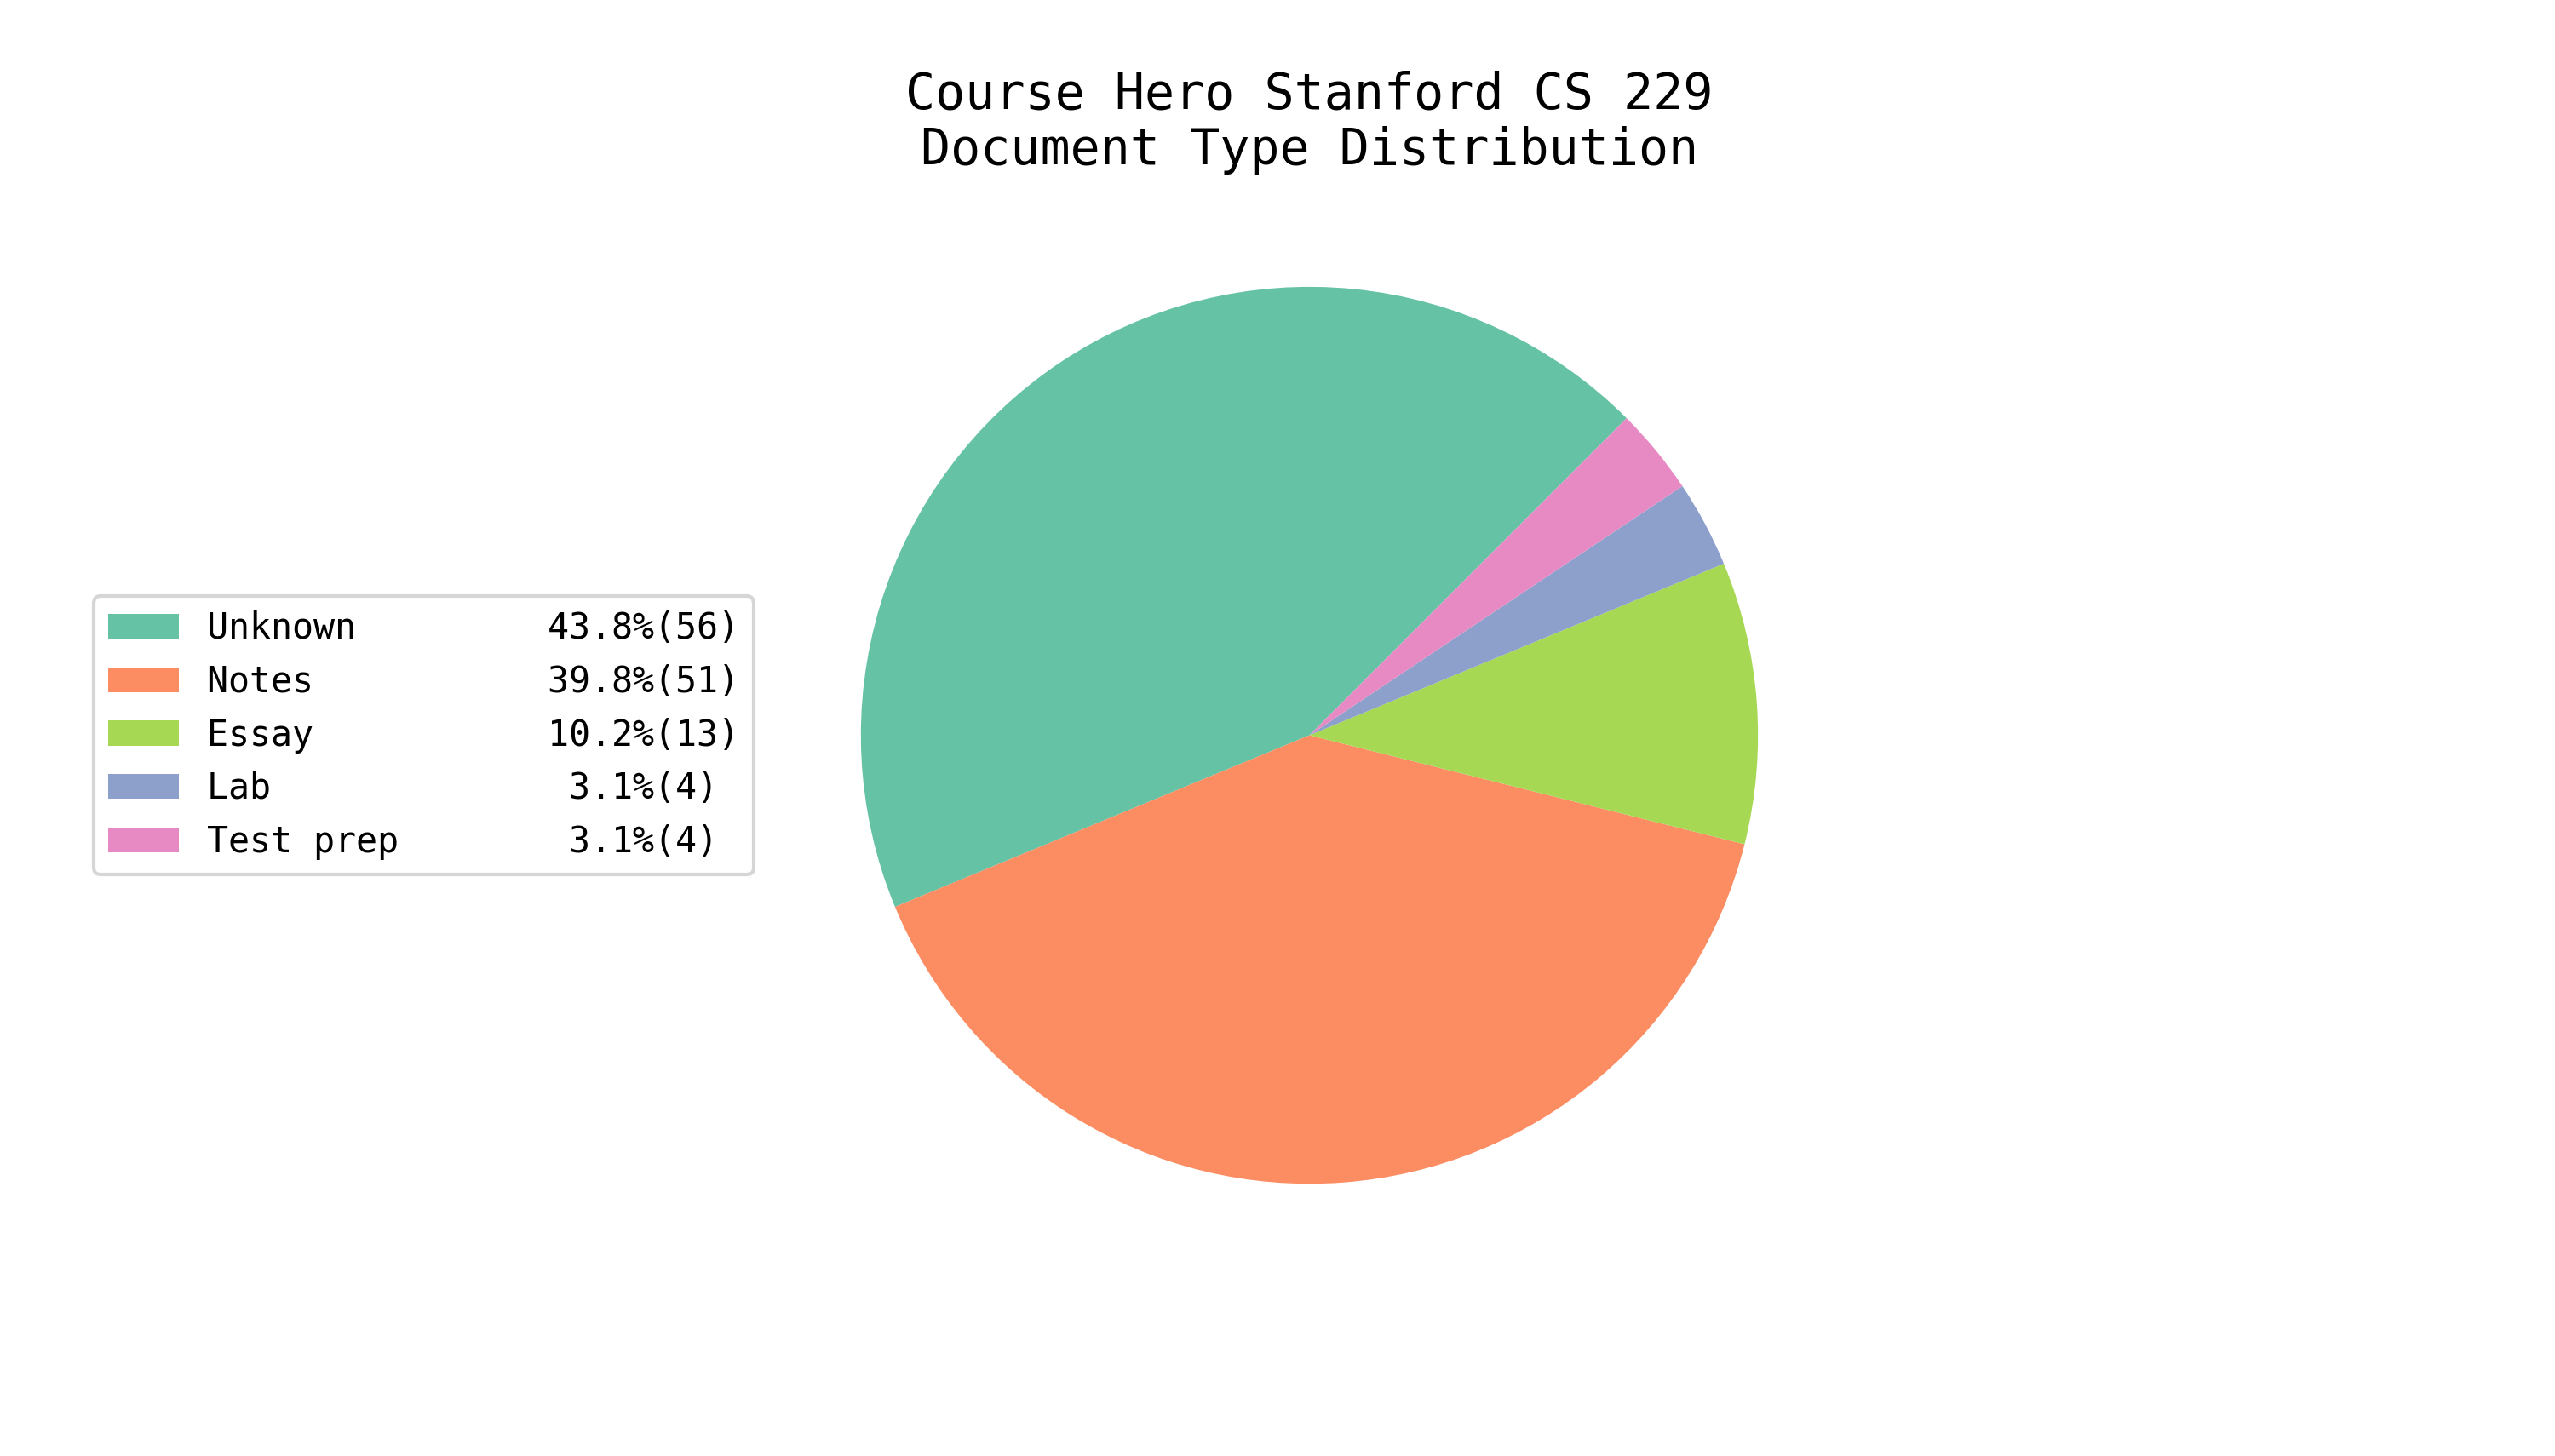 Course Hero Stanford CS 229
Document Type Distribution
Unknown 43.8%(56)
Notes 39.8%(51)
Essay 10.2%(13)
Lab 3.1%(4)
Test prep 3.1%(4)